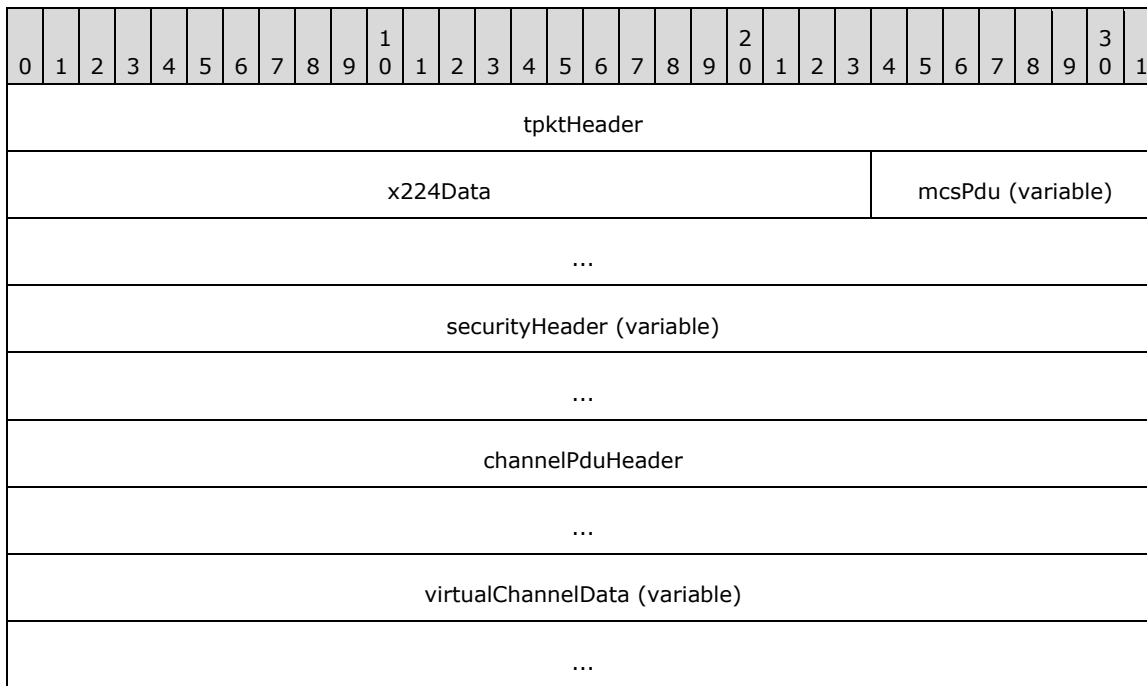 1 2 3
0 1 2 3 4 5 6 7 8 9 0 1 2 3 4 5 6 7 8 9 0 1 2 3 4 5 6 7 8 9 0 1
tpktHeader
x224Data mcsPdu (variable)
...
securityHeader (variable)
...
channelPduHeader
...
virtualChannelData (variable)
...